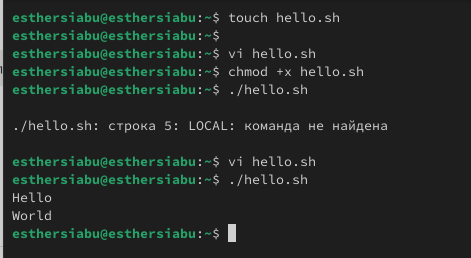 esthersiabu@esthersiabu:~$ touch hello.sh
esthersiabu@esthersiabu:~$
esthersiabu@esthersiabu:~$ vi hello.sh
esthersiabu@esthersiabu:~$ chmod +x hello.sh
esthersiabu@esthersiabu:~$ ./hello.sh
./hello.sh: строка 5: LOCAL: команда не найдена
esthersiabu@esthersiabu:~$ vi hello.sh
esthersiabu@esthersiabu:~$ ./hello.sh
Hello
World
esthersiabu@esthersiabu:~$